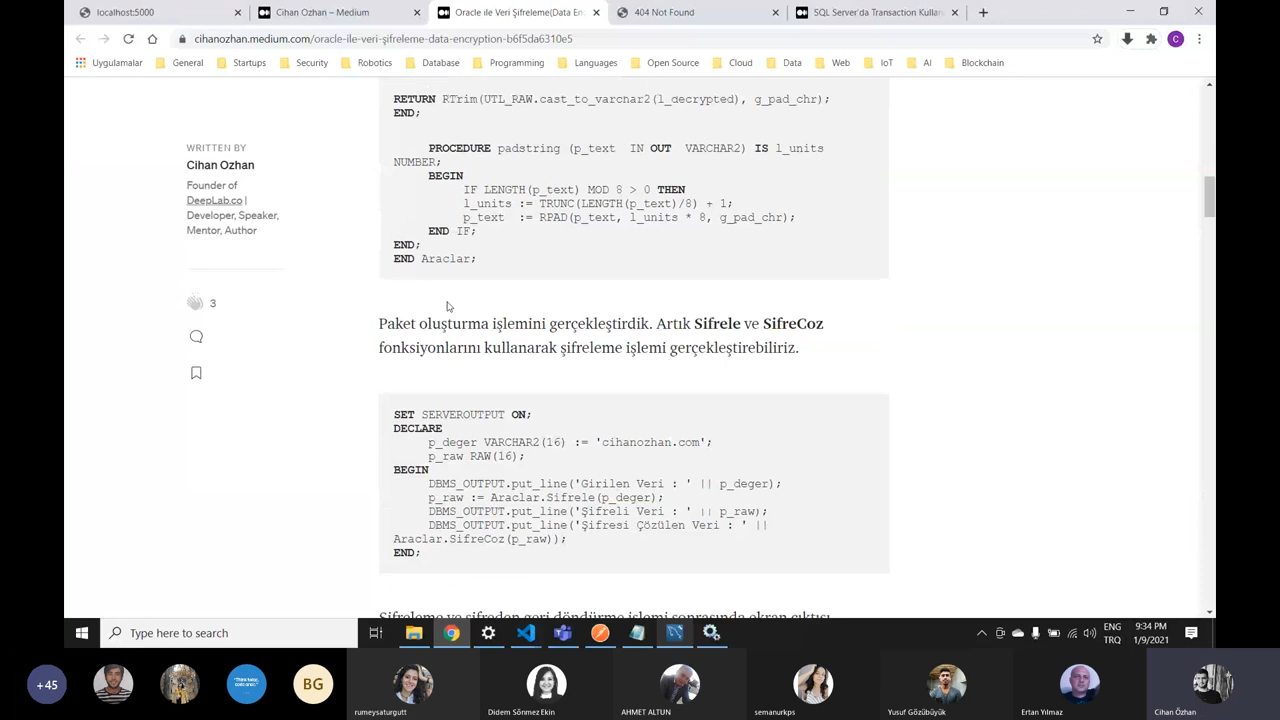 localhost:5000
Cihan Ozhan – Medium
Oracle ile Veri Şifreleme(Data En
404 Not Found
SQL Server'da Transaction Kullan
cihanozhan.medium.com/oracle-ile-veri-şifreleme-data-encryption-b6f5da6310e5
Uygulamalar General Startups Security Robotics Database Programming Languages Open Source Cloud Data Web IoT AI Blockchain
RETURN RTrim(UTL_RAW.cast_to_varchar2(l_decrypted), g_pad_chr);
END;
PROCEDURE padstring (p_text IN OUT VARCHAR2) IS l_units
NUMBER;
BEGIN
IF LENGTH(p_text) MOD 8 > 0 THEN
l_units := TRUNC(LENGTH(p_text)/8) + 1;
p_text := RPAD(p_text, l_units * 8, g_pad_chr);
END IF;
END;
END Araclar;
WRITTEN BY
Cihan Ozhan
Founder of
DeepLab.co |
Developer, Speaker,
Mentor, Author
3
Paket oluşturma işlemini gerçekleştirdik. Artık Sifrele ve SifreCoz
fonksiyonlarını kullanarak şifreleme işlemi gerçekleştirebiliriz.
SET SERVEROUTPUT ON;
DECLARE
p_deger VARCHAR2(16) := 'cihanozhan.com';
p_raw RAW(16);
BEGIN
DBMS_OUTPUT.put_line('Girilen Veri : ' || p_deger);
p_raw := Araclar.Sifrele(p_deger);
DBMS_OUTPUT.put_line('Şifreli Veri : ' || p_raw);
DBMS_OUTPUT.put_line('Şifresi Çözülen Veri : ' ||
Araclar.SifreCoz(p_raw));
END;
Şifreleme ve şifreden geri döndürme işlemi sonrasında ekran çıktısı
Type here to search
ENG
TRQ
9:34 PM
1/9/2021
+45
BG
rumeysaturgutt
Didem Sönmez Ekin
AHMET ALTUN
semanurkps
Yusuf Gözübüyük
Ertan Yılmaz
Cihan Özhan